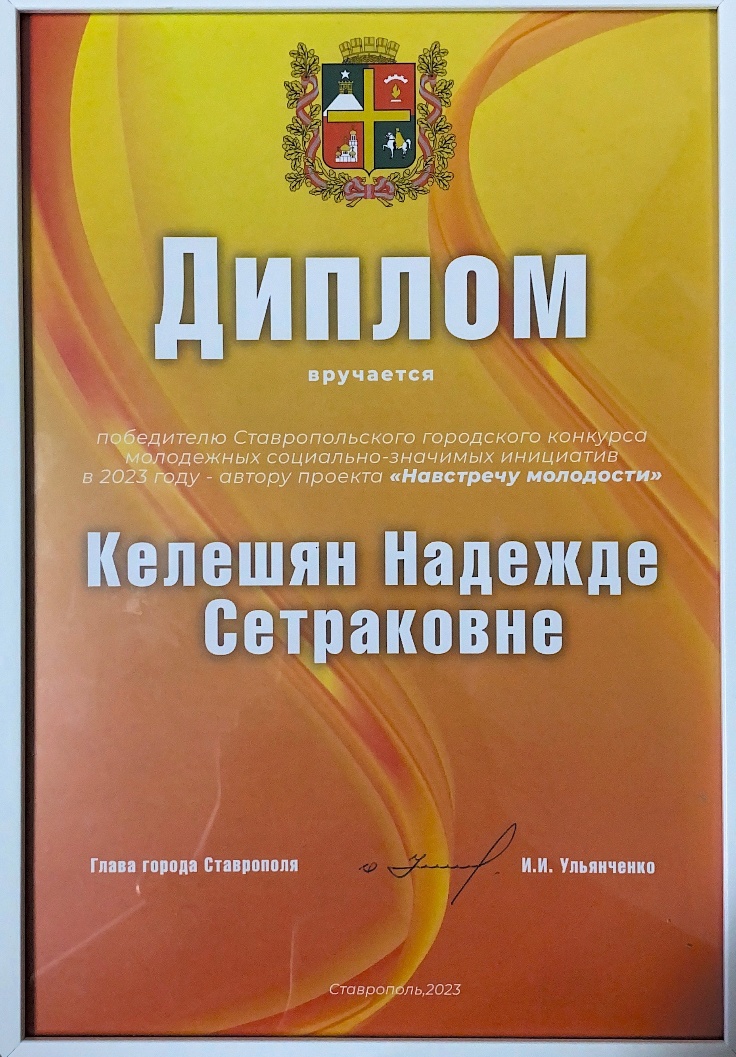 Диплом
вручается
победителю Ставропольского городского конкурса
молодежных социально-значимых инициатив
в 2023 году - автору проекта «Навстречу молодости»
Келешян Надежде
Сетраковне
Глава города Ставрополя И.И. Ульянченко
Ставрополь,2023